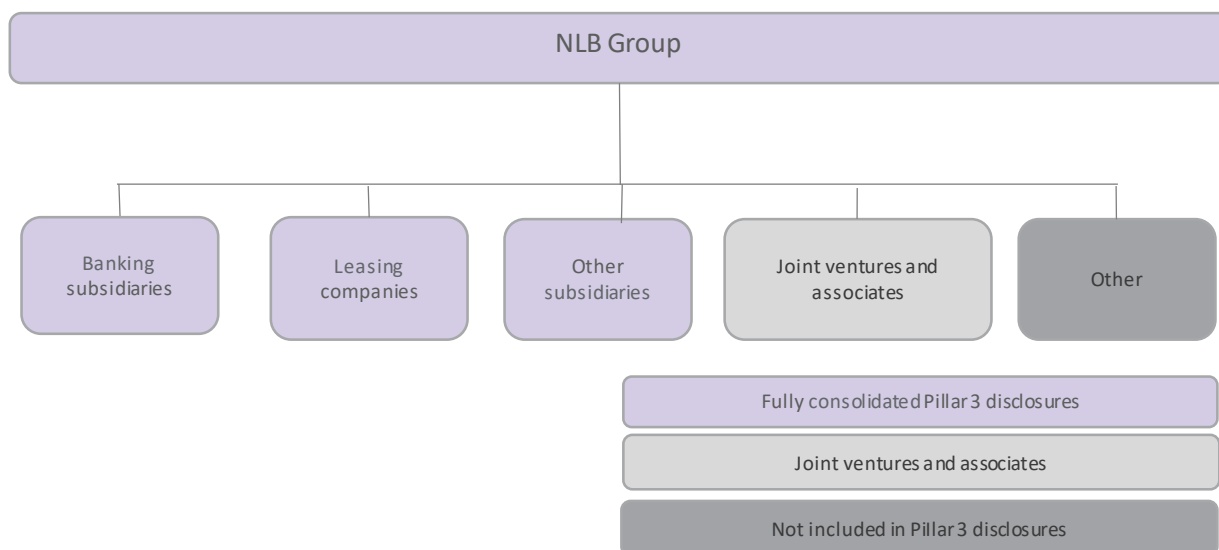 NLB Group
Banking
subsidiaries
Leasing
companies
Other
subsidiaries
Joint ventures and
associates
Other
Fully consolidated Pillar 3 disclosures
Joint ventures and associates
Not included in Pillar 3 disclosures